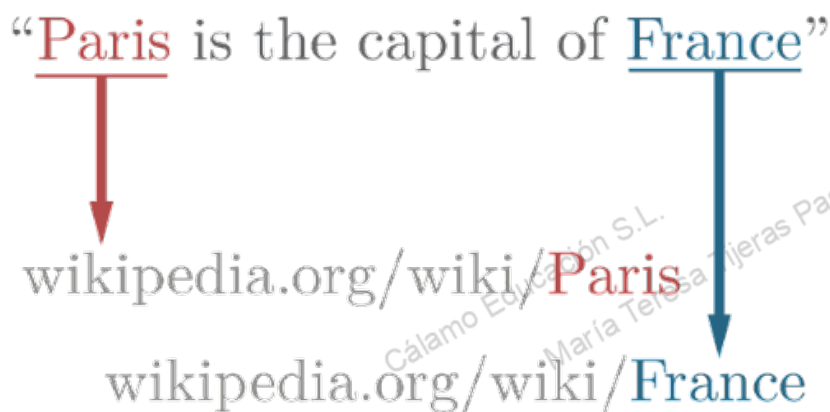 “Paris is the capital of France”
Cálamo Educación S.L.
María Teresa Tijeras
wikipedia.org/wiki/Paris
wikipedia.org/wiki/France